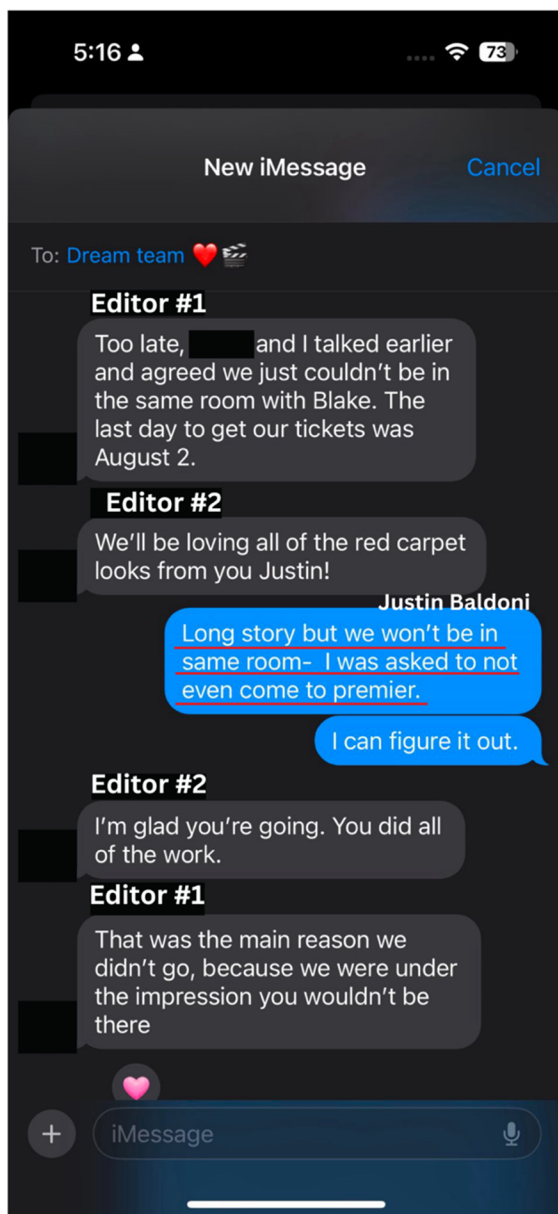 5:16
73
New iMessage
Cancel
To: Dream team ❤️🎬
Editor #1
Too late, and I talked earlier
and agreed we just couldn't be in
the same room with Blake. The
last day to get our tickets was
August 2.
Editor #2
We'll be loving all of the red carpet
looks from you Justin!
Justin Baldoni
Long story but we won't be in
same room- I was asked to not
even come to premier.
I can figure it out.
Editor #2
I'm glad you're going. You did all
of the work.
Editor #1
That was the main reason we
didn't go, because we were under
the impression you wouldn't be
there
iMessage